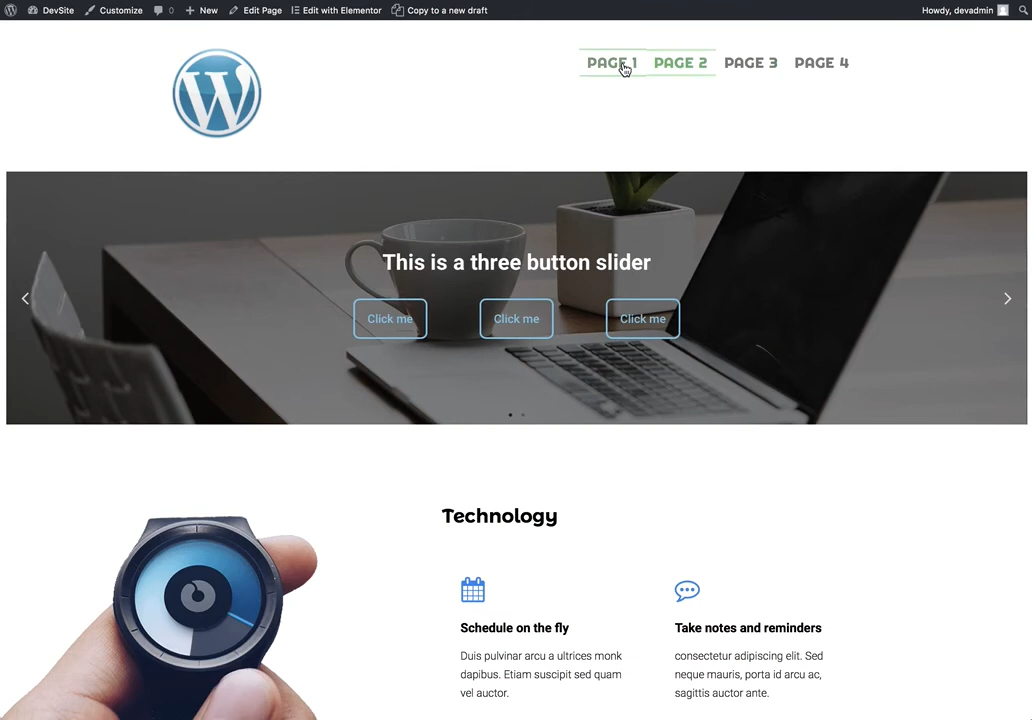 DevSite Customize 0 New Edit Page Edit with Elementor Copy to a new draft Howdy, devadmin
W
PAGE 1 PAGE 2 PAGE 3 PAGE 4
This is a three button slider
Click me Click me Click me
Technology
Schedule on the fly
Duis pulvinar arcu a ultrices monk
dapibus. Etiam suscipit sed quam
vel auctor.
Take notes and reminders
consectetur adipiscing elit. Sed
neque mauris, porta id arcu ac,
sagittis auctor ante.